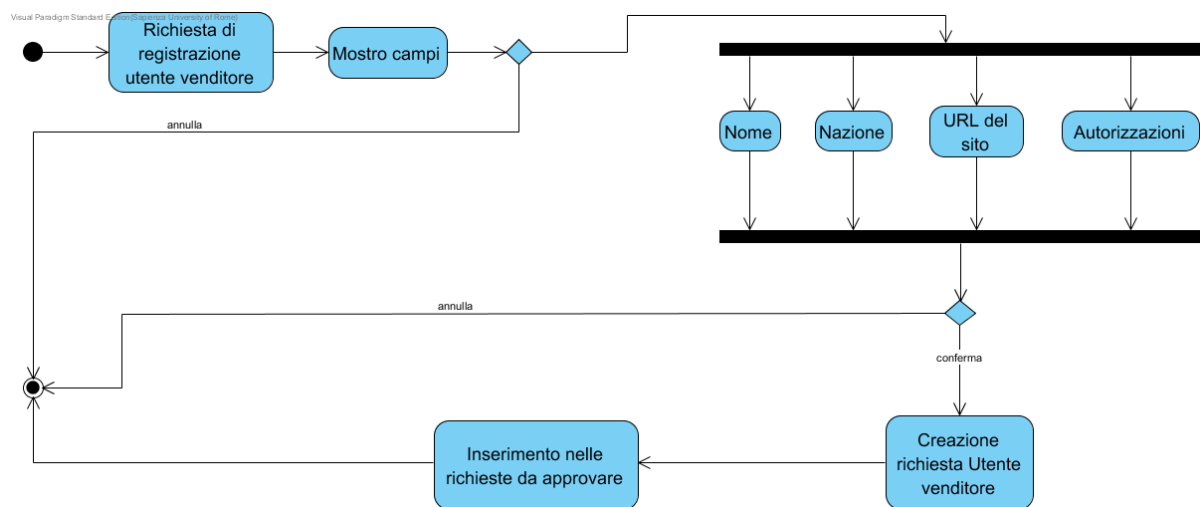 Visual Paradigm Standard Edition(Sapienza University of Rome)
Richiesta di
registrazione
utente venditore
Mostro campi
annulla
Nome
Nazione
URL del
sito
Autorizzazioni
annulla
conferma
Inserimento nelle
richieste da approvare
Creazione
richiesta Utente
venditore